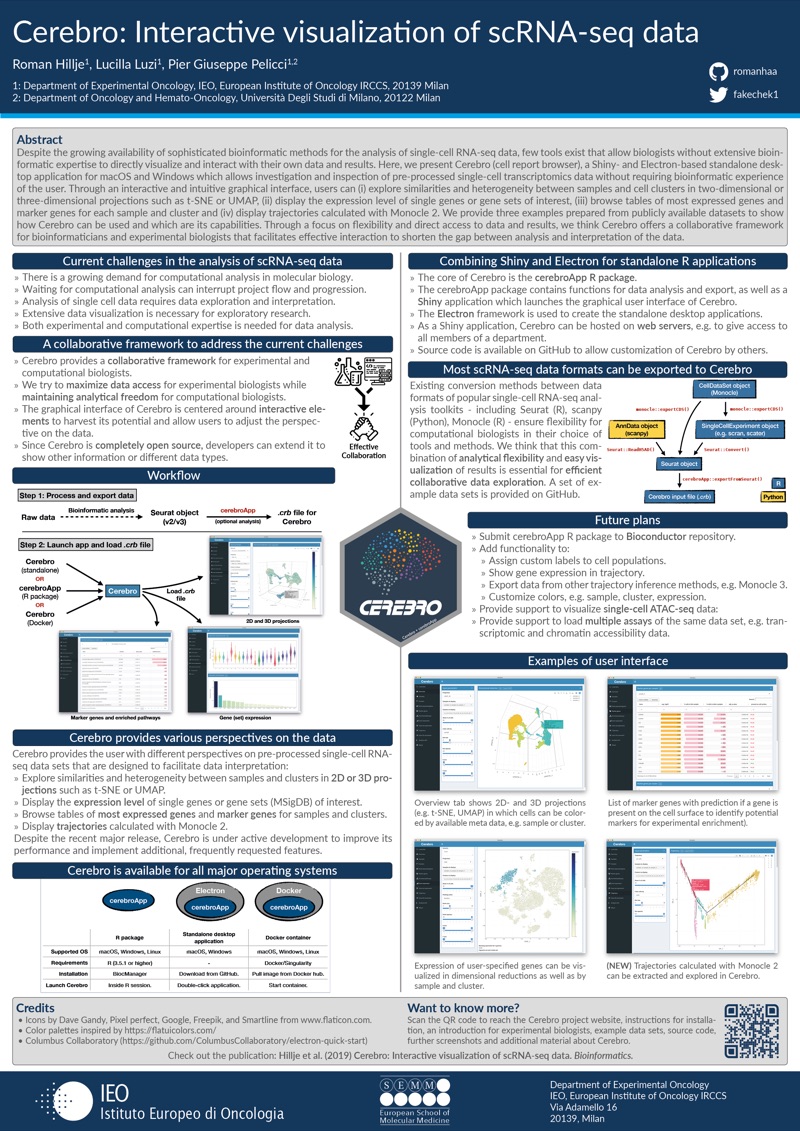 Cerebro: Interactive visualization of scRNA-seq data
Roman Hillje1, Lucilla Luzi1, Pier Giuseppe Pelicci1,2
1: Department of Experimental Oncology, IEO, European Institute of Oncology IRCCS, 20139 Milan
2: Department of Oncology and Hemato-Oncology, Università Degli Studi di Milano, 20122 Milan
romanhaa
fakechek1
Abstract
Despite the growing availability of sophisticated bioinformatic methods for the analysis of single-cell RNA-seq data, few tools exist that allow biologists without extensive bioin-
formatic expertise to directly visualize and interact with their own data and results. Here, we present Cerebro (cell report browser), a Shiny- and Electron-based standalone desk-
top application for macOS and Windows which allows investigation and inspection of pre-processed single-cell transcriptomics data without requiring bioinformatic experience
of the user. Through an interactive and intuitive graphical interface, users can (i) explore similarities and heterogeneity between samples and cell clusters in two-dimensional or
three-dimensional projections such as t-SNE or UMAP, (ii) display the expression level of single genes or gene sets of interest, (iii) browse tables of most expressed genes and
marker genes for each sample and cluster and (iv) display trajectories calculated with Monocle 2. We provide three examples prepared from publicly available datasets to show
how Cerebro can be used and which are its capabilities. Through a focus on flexibility and direct access to data and results, we think Cerebro offers a collaborative framework
for bioinformaticians and experimental biologists that facilitates effective interaction to shorten the gap between analysis and interpretation of the data.
Current challenges in the analysis of scRNA-seq data
» There is a growing demand for computational analysis in molecular biology.
» Waiting for computational analysis can interrupt project flow and progression.
» Analysis of single cell data requires data exploration and interpretation.
» Extensive data visualization is necessary for exploratory research.
» Both experimental and computational expertise is needed for data analysis.
A collaborative framework to address the current challenges
» Cerebro provides a collaborative framework for experimental and
computational biologists.
» We try to maximize data access for experimental biologists while
maintaining analytical freedom for computational biologists.
» The graphical interface of Cerebro is centered around interactive ele-
ments to harvest its potential and allow users to adjust the perspec-
tive on the data.
» Since Cerebro is completely open source, developers can extend it to
show other information or different data types.
Effective
Collaboration
Workflow
Step 1: Process and export data
Raw data
Bioinformatic analysis
Seurat object
(v2/v3)
cerebroApp
(optional analysis)
.crb file for
Cerebro
Step 2: Launch app and load .crb file
Cerebro
(standalone)
OR
cerebroApp
(R package)
OR
Cerebro
(Docker)
Cerebro
Load .crb
file
2D and 3D projections
Marker genes and enriched pathways
Gene (set) expression
Cerebro provides various perspectives on the data
Cerebro provides the user with different perspectives on pre-processed single-cell RNA-
seq data sets that are designed to facilitate data interpretation:
» Explore similarities and heterogeneity between samples and clusters in 2D or 3D pro-
jections such as t-SNE or UMAP.
» Display the expression level of single genes or gene sets (MSigDB) of interest.
» Browse tables of most expressed genes and marker genes for samples and clusters.
» Display trajectories calculated with Monocle 2.
Despite the recent major release, Cerebro is under active development to improve its
performance and implement additional, frequently requested features.
Cerebro is available for all major operating systems
cerebroApp
Electron
cerebroApp
Docker
cerebroApp
R package
Standalone desktop
application
Docker container
Supported OS macOS, Windows, Linux macOS, Windows macOS, Windows, Linux
Requirements R (3.5.1 or higher) - Docker/Singularity
Installation BiocManager Download from GitHub. Pull image from Docker hub.
Launch Cerebro Inside R session. Double-click application. Start container.
CEREBRO
Combining Shiny and Electron for standalone R applications
» The core of Cerebro is the cerebroApp R package.
» The cerebroApp package contains functions for data analysis and export, as well as a
Shiny application which launches the graphical user interface of Cerebro.
» The Electron framework is used to create the standalone desktop applications.
» As a Shiny application, Cerebro can be hosted on web servers, e.g. to give access to
all members of a department.
» Source code is available on GitHub to allow customization of Cerebro by others.
Most scRNA-seq data formats can be exported to Cerebro
Existing conversion methods between data
formats of popular single-cell RNA-seq anal-
ysis toolkits - including Seurat (R), scanpy
(Python), Monocle (R) - ensure flexibility for
computational biologists in their choice of
tools and methods. We think that this com-
bination of analytical flexibility and easy vis-
ualization of results is essential for efficient
collaborative data exploration. A set of ex-
ample data sets is provided on GitHub.
CellDataSet object
(Monocle)
monocle::exportCDS()
monocle::exportCDS()
AnnData object
(scanpy)
SingleCellExperiment object
(e.g. scran, scater)
Seurat::ReadH5AD()
Seurat::Convert()
Seurat object
cerebroApp::exportFromSeurat()
Cerebro input file (.crb)
R
Python
Future plans
» Submit cerebroApp R package to Bioconductor repository.
» Add functionality to:
» Assign custom labels to cell populations.
» Show gene expression in trajectory.
» Export data from other trajectory inference methods, e.g. Monocle 3.
» Customize colors, e.g. sample, cluster, expression.
» Provide support to visualize single-cell ATAC-seq data:
» Provide support to load multiple assays of the same data set, e.g. tran-
scriptomic and chromatin accessibility data.
Examples of user interface
Overview tab shows 2D- and 3D projections
(e.g. t-SNE, UMAP) in which cells can be color-
ed by available meta data, e.g. sample or cluster.
List of marker genes with prediction if a gene is
present on the cell surface to identify potential
markers for experimental enrichment).
Expression of user-specified genes can be vis-
ualized in dimensional reductions as well as by
sample and cluster.
(NEW) Trajectories calculated with Monocle 2
can be extracted and explored in Cerebro.
Credits
• Icons by Dave Gandy, Pixel perfect, Google, Freepik, and Smartline from www.flaticon.com.
• Color palettes inspired by https://flatuicolors.com/
• Columbus Collaboratory (https://github.com/ColumbusCollaboratory/electron-quick-start)
Want to know more?
Scan the QR code to reach the Cerebro project website, instructions for installa-
tion, an introduction for experimental biologists, example data sets, source code,
further screenshots and additional material about Cerebro.
Check out the publication: Hillje et al. (2019) Cerebro: Interactive visualization of scRNA-seq data. Bioinformatics.
IEO
Istituto Europeo di Oncologia
SEMM
European School of
Molecular Medicine
Department of Experimental Oncology
IEO, European Institute of Oncology IRCCS
Via Adamello 16
20139, Milan